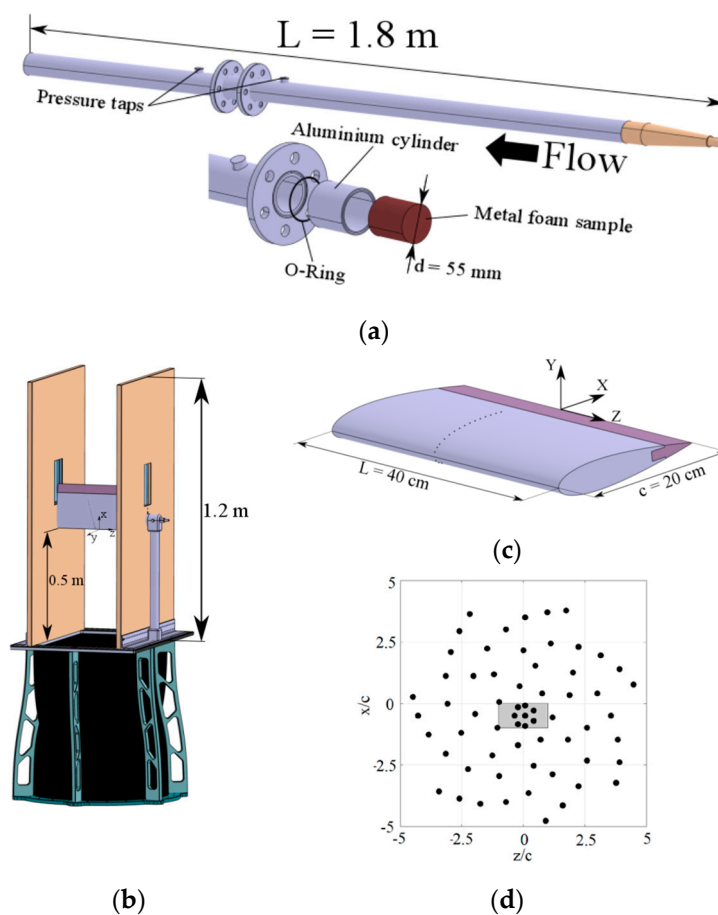 L = 1.8 m
Pressure taps
Aluminium cylinder
Flow
Metal foam sample
O-Ring
d = 55 mm
(a)
1.2 m
0.5 m
x
y
z
(b)
Y
X
Z
L = 40 cm
c = 20 cm
(c)
5
2.5
0
-2.5
-5
x/c
-5
-2.5
0
2.5
5
z/c
(d)